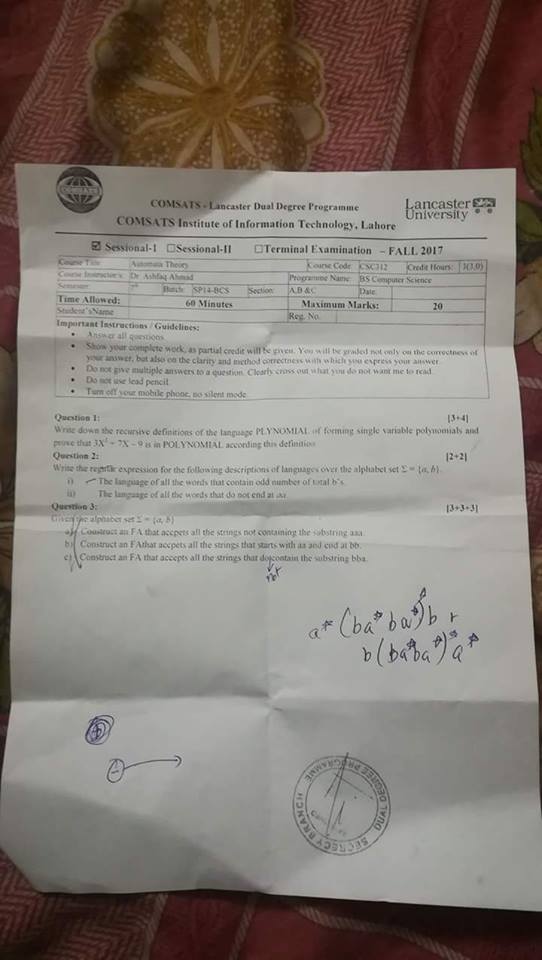 COMSATS
COMSATS - Lancaster Dual Degree Programme
Lancaster University
COMSATS Institute of Information Technology, Lahore
☑ Sessional-I ☐Sessional-II ☐Terminal Examination – FALL 2017
Course Title: Automata Theory Course Code: CSC312 Credit Hours: 3(3,0)
Course Instructor/s: Dr Ashfaq Ahmad Programme Name: BS Computer Science
Semester: 7th Batch: SP14-BCS Section: A,B &C Date:
Time Allowed: 60 Minutes Maximum Marks: 20
Student'sName Reg. No.
Important Instructions / Guidelines:
• Answer all questions.
• Show your complete work, as partial credit will be given. You will be graded not only on the correctness of
your answer, but also on the clarity and method correctness with which you express your answer.
• Do not give multiple answers to a question. Clearly cross out what you do not want me to read.
• Do not use lead pencil.
• Turn off your mobile phone, no silent mode.
Question 1: [3+4]
Write down the recursive definitions of the language PLYNOMIAL of forming single variable polynomials and
prove that 3X² + 7X – 9 is in POLYNOMIAL according this definition
Question 2: [2+2]
Write the regular expression for the following descriptions of languages over the alphabet set Σ = {a, b}.
i) The language of all the words that contain odd number of total b's.
ii) The language of all the words that do not end at aa.
Question 3: [3+3+3]
Given the alphabet set Σ = {a, b}
a) Construct an FA that accpets all the strings not containing the substring aaa.
b) Construct an FAthat accpets all the strings that starts with aa and end at bb.
c) Construct an FA that accepts all the strings that do contain the substring bba.
not
a* (ba* ba*)* b +
b(ba*ba*)* a*
DUAL DEGREE PROGRAMME
SECRECY BRANCH